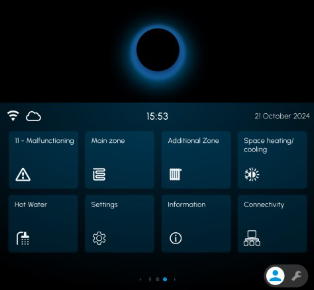 15:53
21 October 2024
11 - Malfunctioning
Main zone
Additional Zone
Space heating/
cooling
Hot Water
Settings
Information
Connectivity